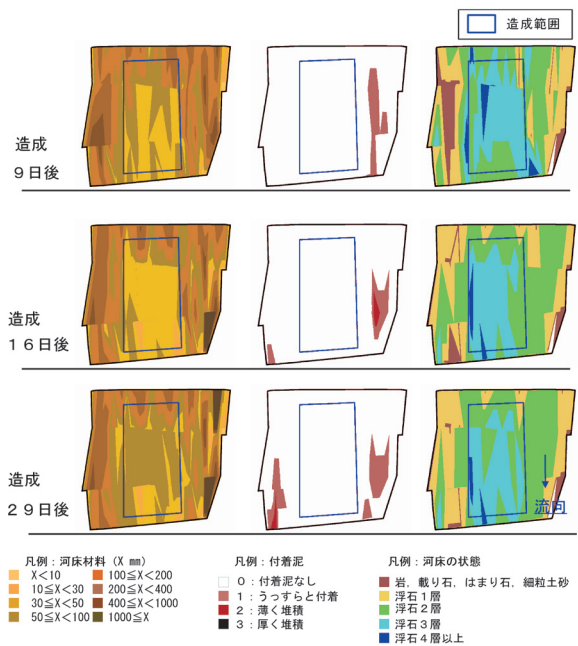 造成範囲
造成
9日後
造成
16日後
造成
29日後
流向
凡例：河床材料（X mm）
X＜10
10≦X＜30
30≦X＜50
50≦X＜100
100≦X＜200
200≦X＜400
400≦X＜1000
1000≦X
凡例：付着泥
0：付着泥なし
1：うっすらと付着
2：薄く堆積
3：厚く堆積
凡例：河床の状態
岩，載り石，はまり石，細粒土砂
浮石1層
浮石2層
浮石3層
浮石4層以上